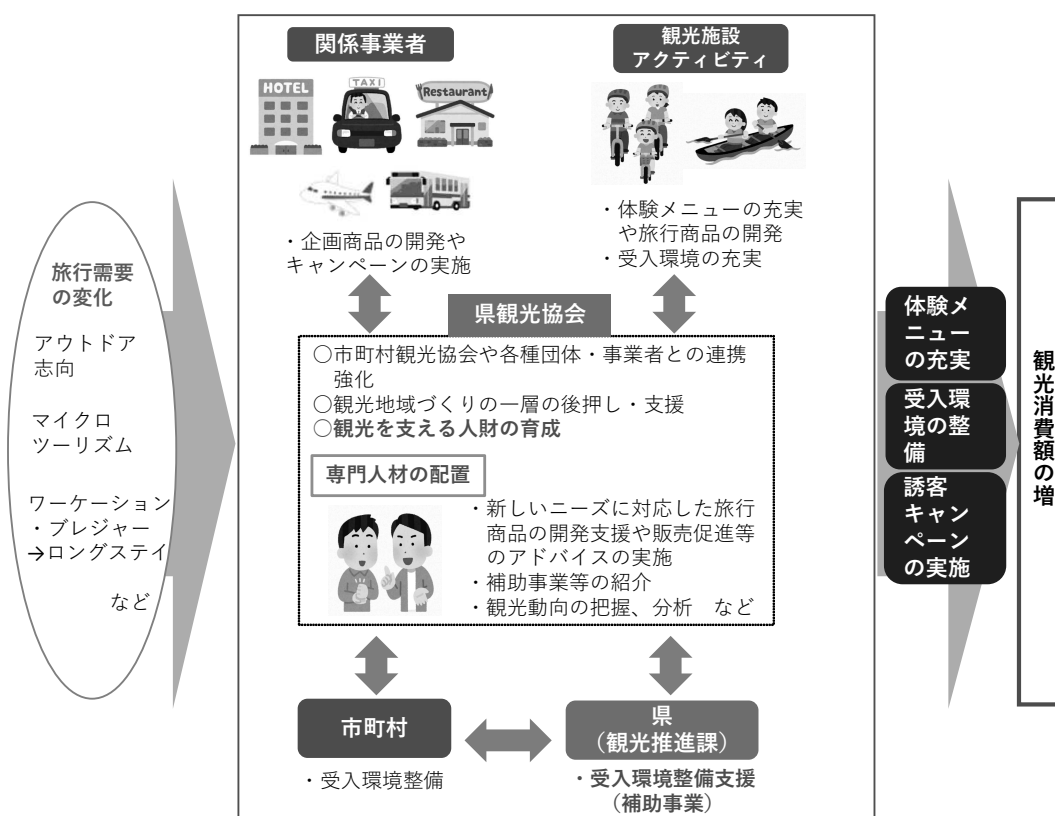 旅行需要
の変化
アウトドア
志向
マイクロ
ツーリズム
ワーケーション
・ブレジャー
→ロングステイ
など
関係事業者
HOTEL
TAXI
Restaurant
・企画商品の開発や
キャンペーンの実施
観光施設
アクティビティ
・体験メニューの充実
や旅行商品の開発
・受入環境の充実
県観光協会
○市町村観光協会や各種団体・事業者との連携
強化
○観光地域づくりの一層の後押し・支援
○観光を支える人財の育成
専門人材の配置
・新しいニーズに対応した旅行
商品の開発支援や販売促進等
のアドバイスの実施
・補助事業等の紹介
・観光動向の把握、分析　など
市町村
・受入環境整備
県
（観光推進課）
・受入環境整備支援
（補助事業）
体験メ
ニュー
の充実
受入環
境の整
備
誘客
キャン
ペーン
の実施
観光消費額の増